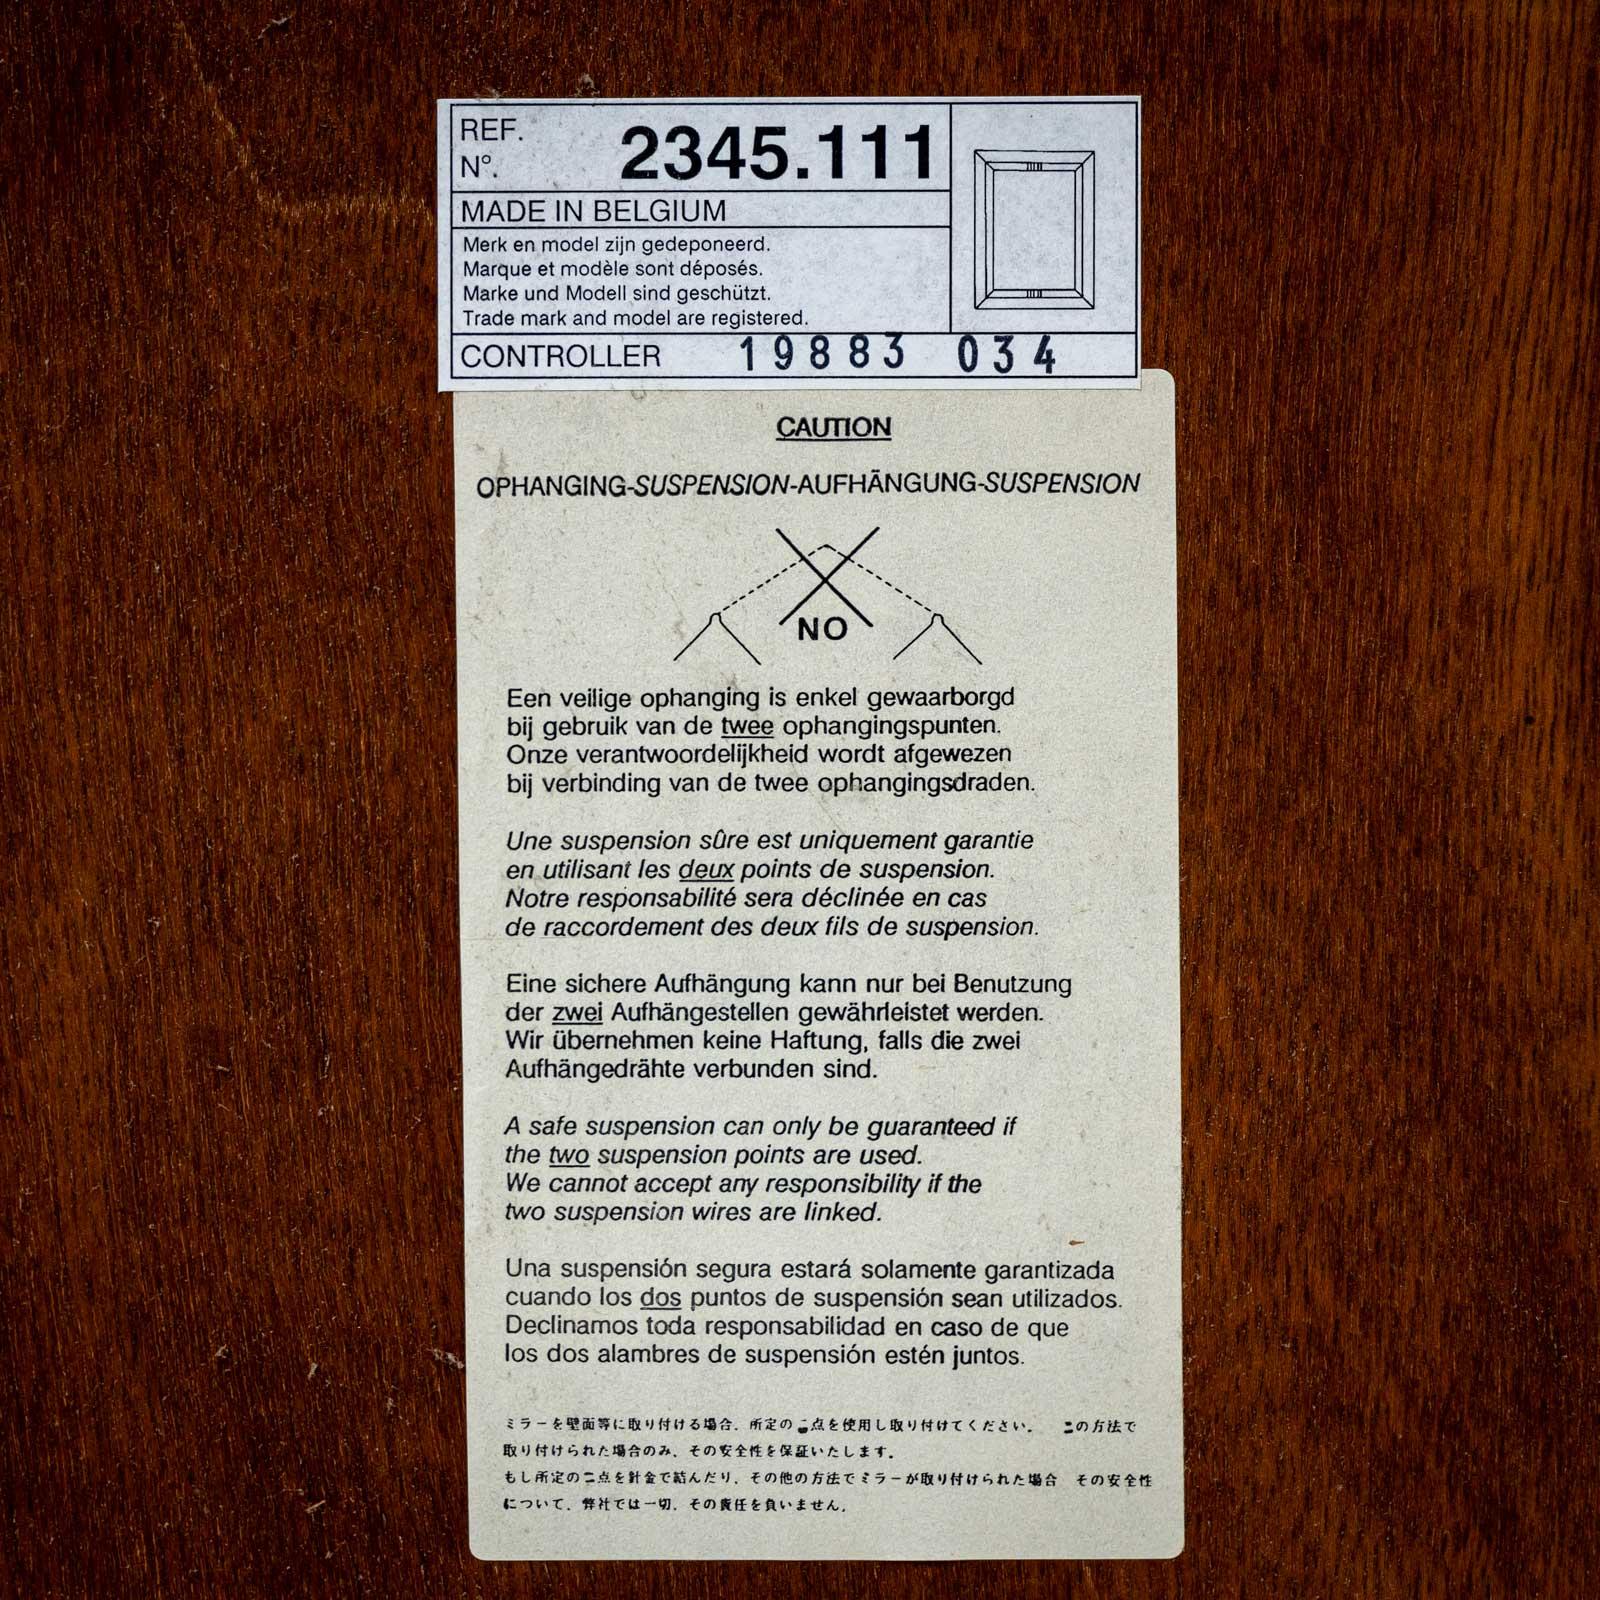 REF.
N°. 2345.111
MADE IN BELGIUM
Merk en model zijn gedeponeerd.
Marque et modèle sont déposés.
Marke und Modell sind geschützt.
Trade mark and model are registered.
CONTROLLER 19883 034
CAUTION
OPHANGING-SUSPENSION-AUFHÄNGUNG-SUSPENSION
NO
Een veilige ophanging is enkel gewaarborgd
bij gebruik van de twee ophangingspunten.
Onze verantwoordelijkheid wordt afgewezen
bij verbinding van de twee ophangingsdraden.
Une suspension sûre est uniquement garantie
en utilisant les deux points de suspension.
Notre responsabilité sera déclinée en cas
de raccordement des deux fils de suspension.
Eine sichere Aufhängung kann nur bei Benutzung
der zwei Aufhängestellen gewährleistet werden.
Wir übernehmen keine Haftung, falls die zwei
Aufhängedrähte verbunden sind.
A safe suspension can only be guaranteed if
the two suspension points are used.
We cannot accept any responsibility if the
two suspension wires are linked.
Una suspensión segura estará solamente garantizada
cuando los dos puntos de suspensión sean utilizados.
Declinamos toda responsabilidad en caso de que
los dos alambres de suspensión estén juntos.
ミラーを壁面等に取り付ける場合、所定の二点を使用し取り付けてください。 この方法で
取り付けられた場合のみ、その安全性を保証いたします。
もし所定の二点を針金で結んだり、その他の方法でミラーが取り付けられた場合 その安全性
について、弊社では一切、その責任を負いません。